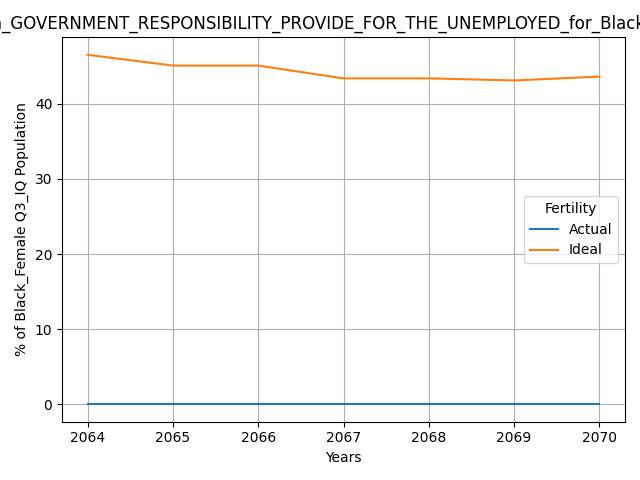 _GOVERNMENT_RESPONSIBILITY_PROVIDE_FOR_THE_UNEMPLOYED_for_Black
% of Black_Female Q3_IQ Population
40
30
20
10
0
Fertility
Actual
Ideal
2064 2065 2066 2067 2068 2069 2070
Years